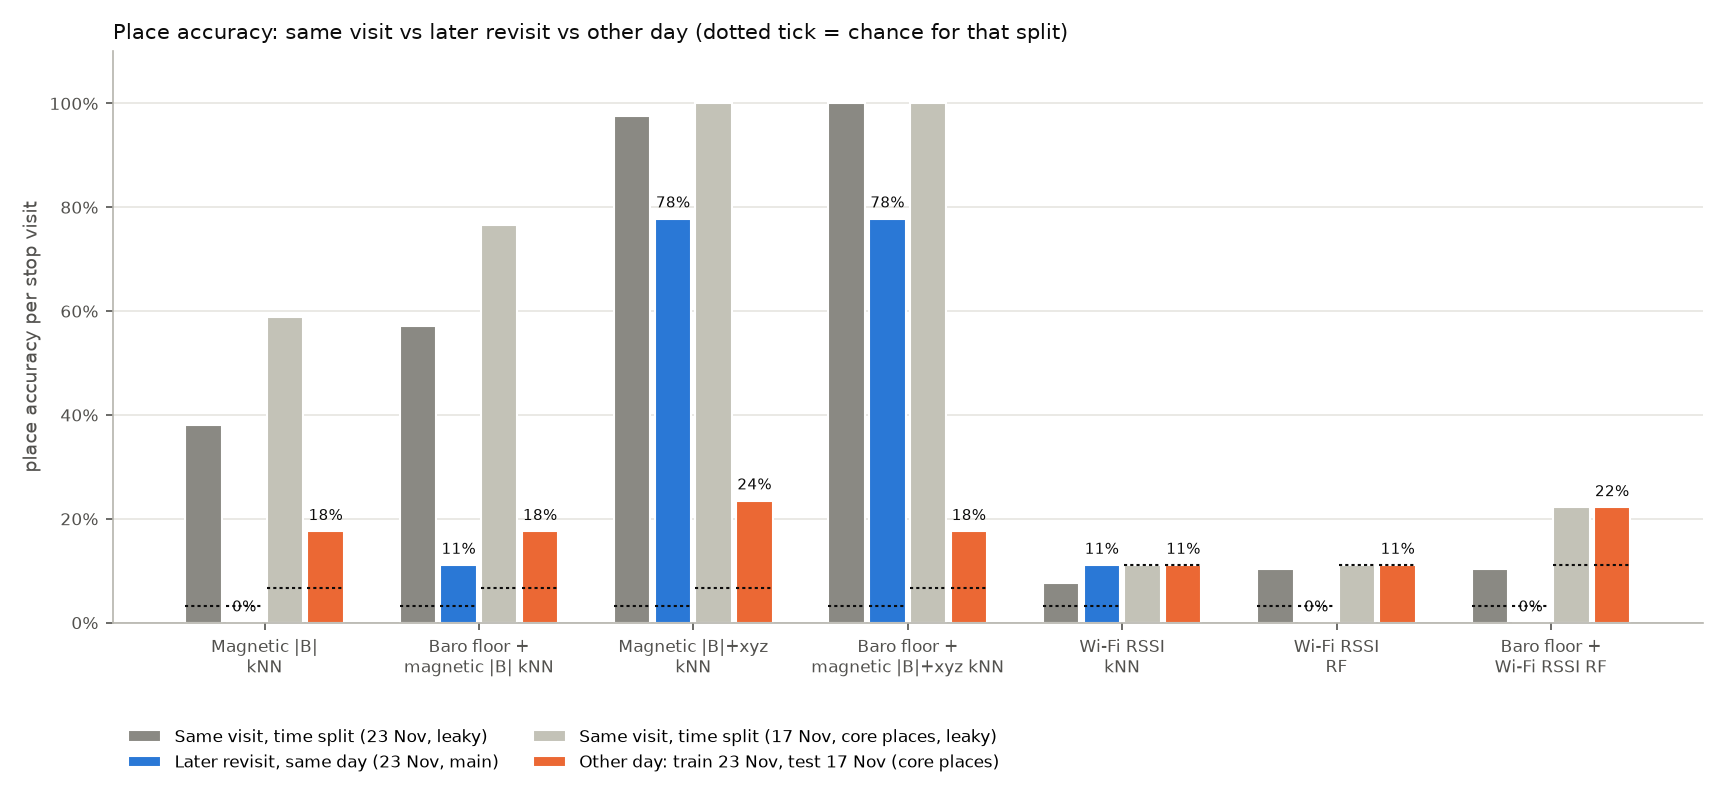 Place accuracy: same visit vs later revisit vs other day (dotted tick = chance for that split)
place accuracy per stop visit
100%
80%
60%
40%
20%
0%
0%
18%
11%
18%
78%
24%
78%
18%
11%
11%
0%
11%
0%
22%
Magnetic |B|
kNN
Baro floor +
magnetic |B| kNN
Magnetic |B|+xyz
kNN
Baro floor +
magnetic |B|+xyz kNN
Wi-Fi RSSI
kNN
Wi-Fi RSSI
RF
Baro floor +
Wi-Fi RSSI RF
Same visit, time split (23 Nov, leaky)
Later revisit, same day (23 Nov, main)
Same visit, time split (17 Nov, core places, leaky)
Other day: train 23 Nov, test 17 Nov (core places)